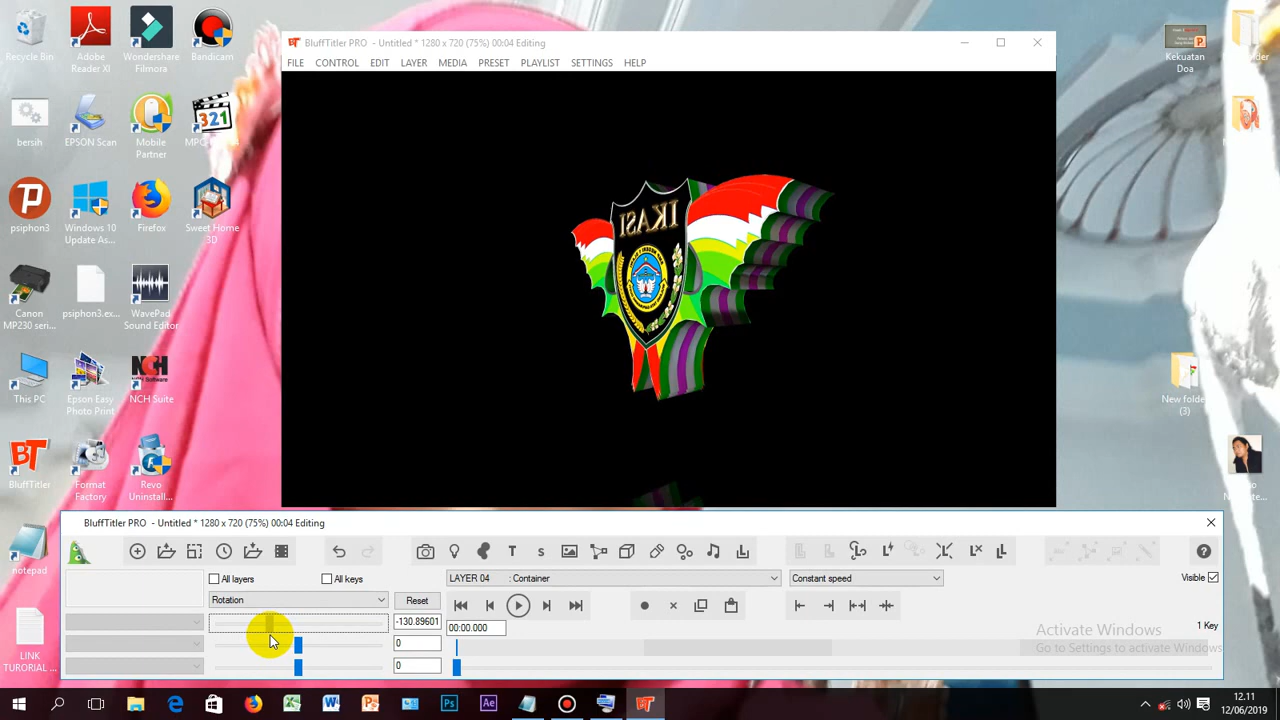 Recycle Bin
Adobe
Reader XI
Wondershare
Filmora
Bandicam
bersih
EPSON Scan
Mobile
Partner
psiphon3
Windows 10
Update As...
Firefox
Sweet Home
3D
Canon
MP230 seri...
psiphon3.ex...
WavePad
Sound Editor
This PC
Epson Easy
Photo Print
NCH Suite
BluffTitler
Format
Factory
Revo
Uninstall...
notepad
LINK
TURORIAL ...
Kekuatan
Doa
New folde
(3)
BluffTitler PRO - Untitled * 1280 x 720 (75%) 00:04 Editing
FILE CONTROL EDIT LAYER MEDIA PRESET PLAYLIST SETTINGS HELP
IKASI
BluffTitler PRO - Untitled * 1280 x 720 (75%) 00:04 Editing
All layers All keys LAYER 04 : Container Constant speed Visible
Rotation Reset
-130.89601 00:00.000 1 Key
0
0
Activate Windows
Go to Settings to activate Windows
12.11
12/06/2019